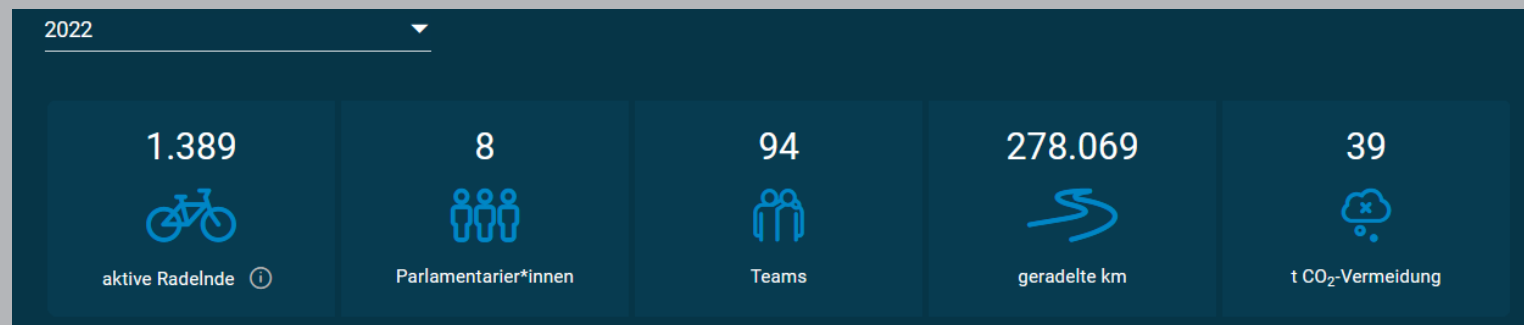 2022
1.389
aktive Radelnde
8
Parlamentarier*innen
94
Teams
278.069
geradelte km
39
t CO₂-Vermeidung